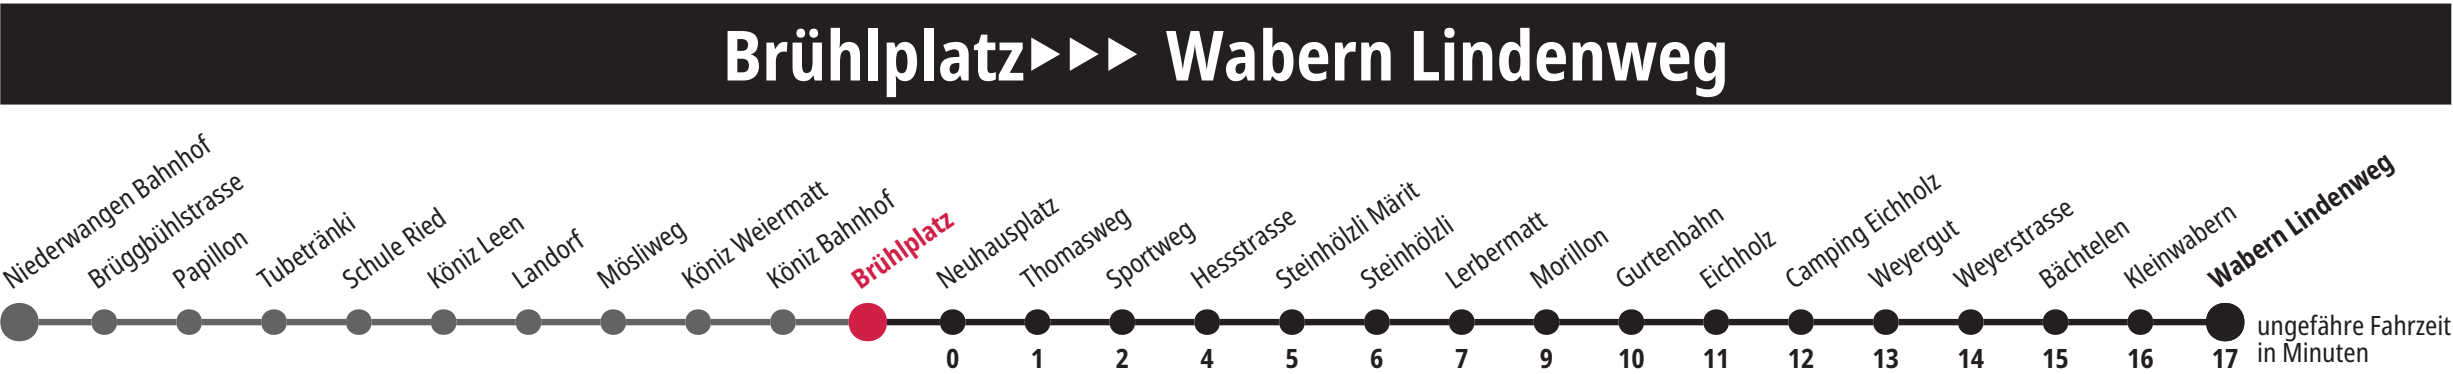 Brühlplatz▶▶▶ Wabern Lindenweg
Niederwangen Bahnhof
Brüggbühlstrasse
Papillon
Tubetränki
Schule Ried
Köniz Leen
Landorf
Mösliweg
Köniz Weiermatt
Köniz Bahnhof
Brühlplatz
Neuhausplatz
Thomasweg
Sportweg
Hessstrasse
Steinhölzli Märit
Steinhölzli
Lerbermatt
Morillon
Gurtenbahn
Eichholz
Camping Eichholz
Weyergut
Weyerstrasse
Bächtelen
Kleinwabern
Wabern Lindenweg
0 1 2 4 5 6 7 9 10 11 12 13 14 15 16 17
ungefähre Fahrzeit
in Minuten